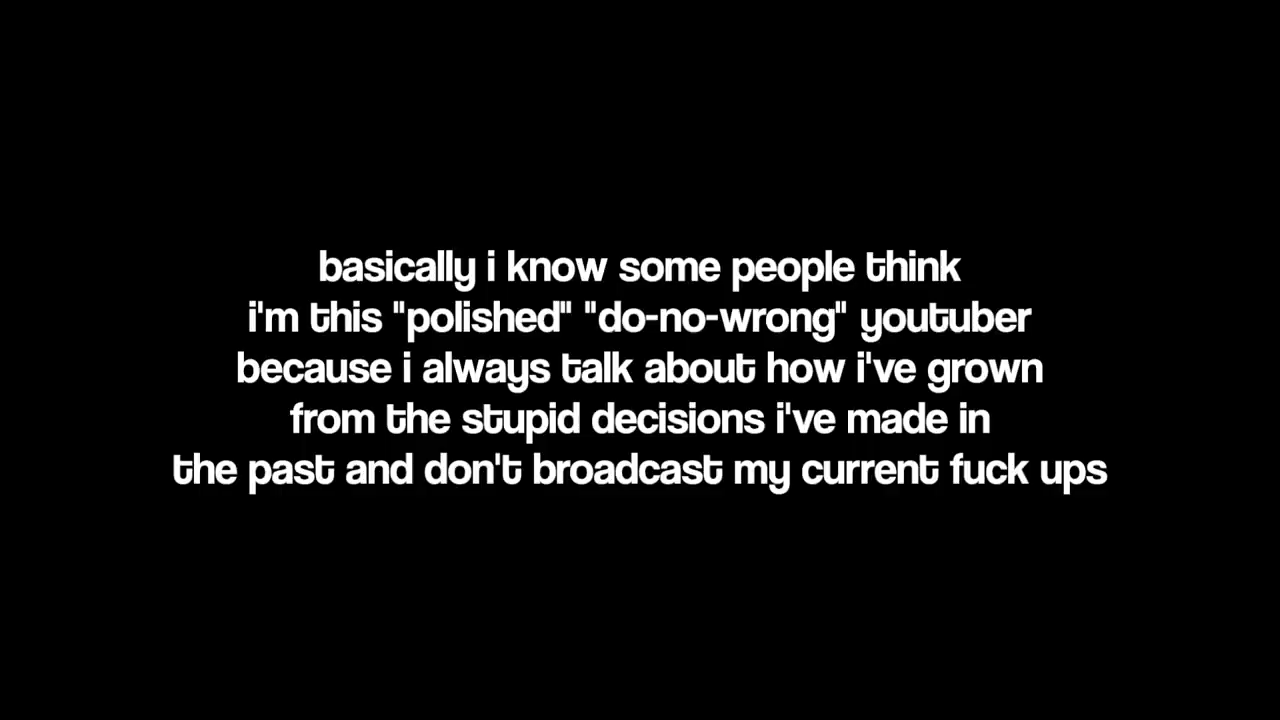 basically i know some people think
i'm this "polished" "do-no-wrong" youtuber
because i always talk about how i've grown
from the stupid decisions i've made in
the past and don't broadcast my current fuck ups